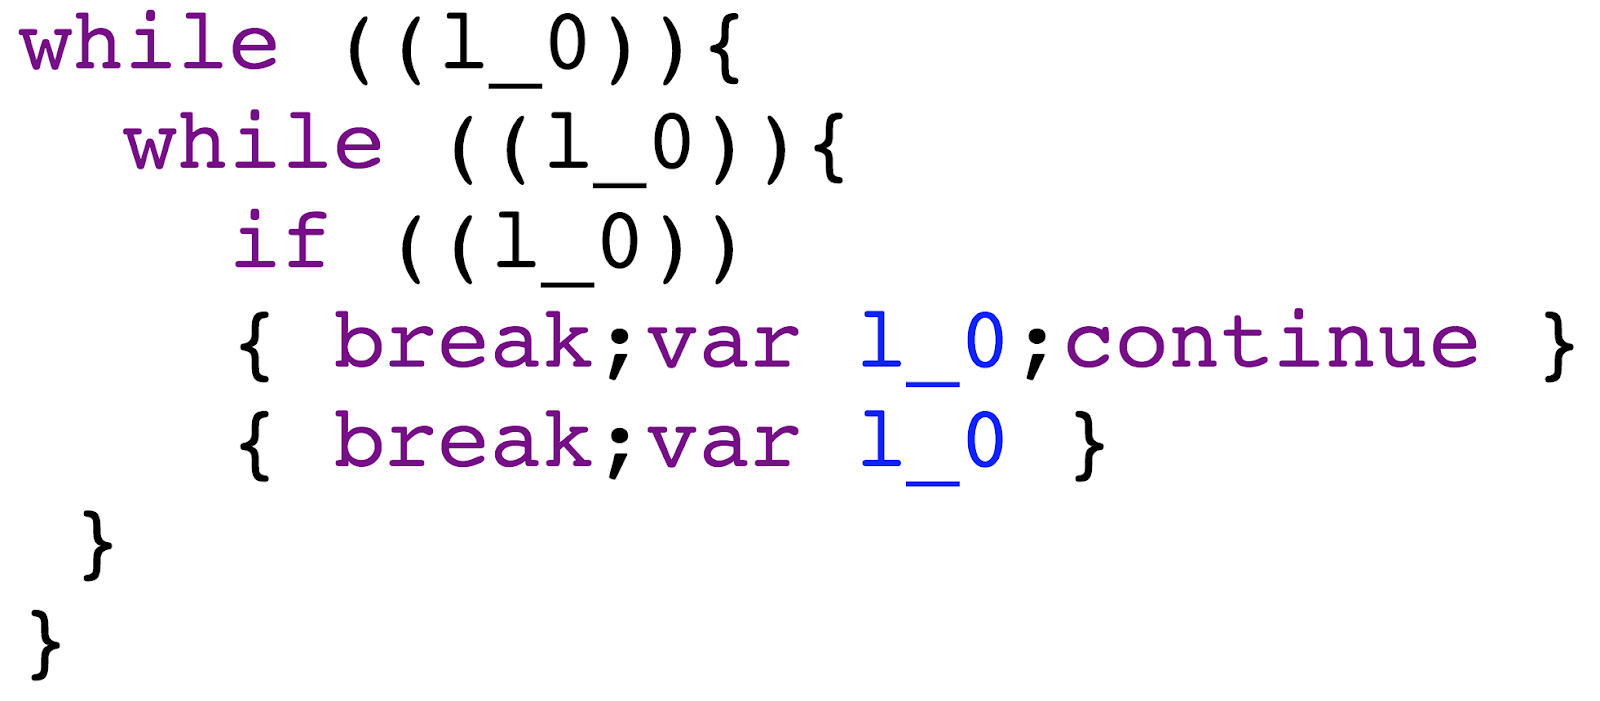 while ((l_0)){
while ((l_0)){
if ((l_0))
{ break;var l_0;continue }
{ break;var l_0 }
}
}